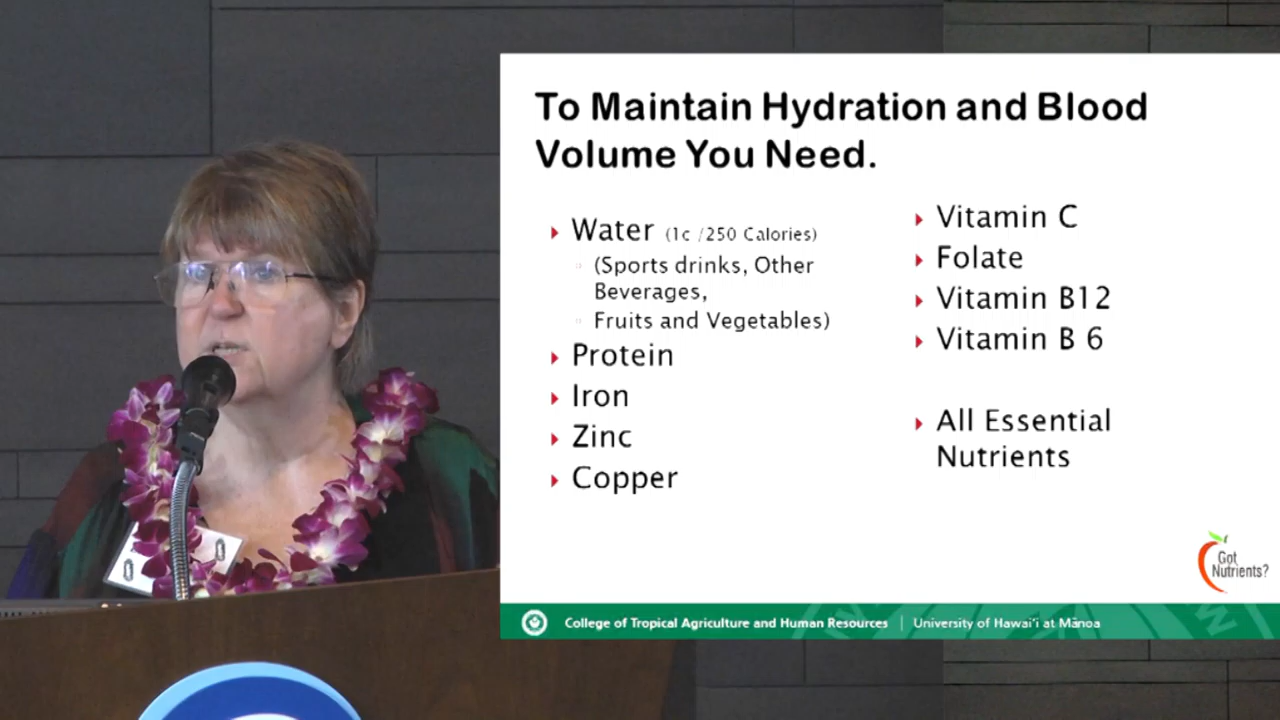 To Maintain Hydration and Blood
Volume You Need.
Water (1c /250 Calories)
(Sports drinks, Other
Beverages,
Fruits and Vegetables)
Protein
Iron
Zinc
Copper
Vitamin C
Folate
Vitamin B12
Vitamin B 6
All Essential
Nutrients
Got
Nutrients?
College of Tropical Agriculture and Human Resources | University of Hawai'i at Mānoa